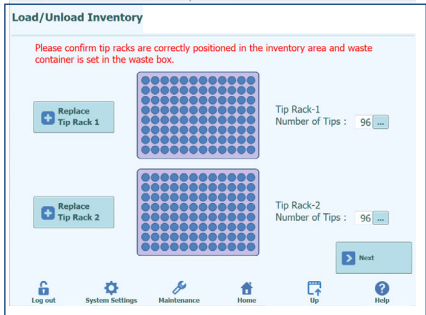 Load/Unload Inventory
Please confirm tip racks are correctly positioned in the inventory area and waste
container is set in the waste box.
Replace
Tip Rack 1
Tip Rack-1
Number of Tips : 96 ...
Replace
Tip Rack 2
Tip Rack-2
Number of Tips : 96 ...
Next
Log out System Settings Maintenance Home Up Help